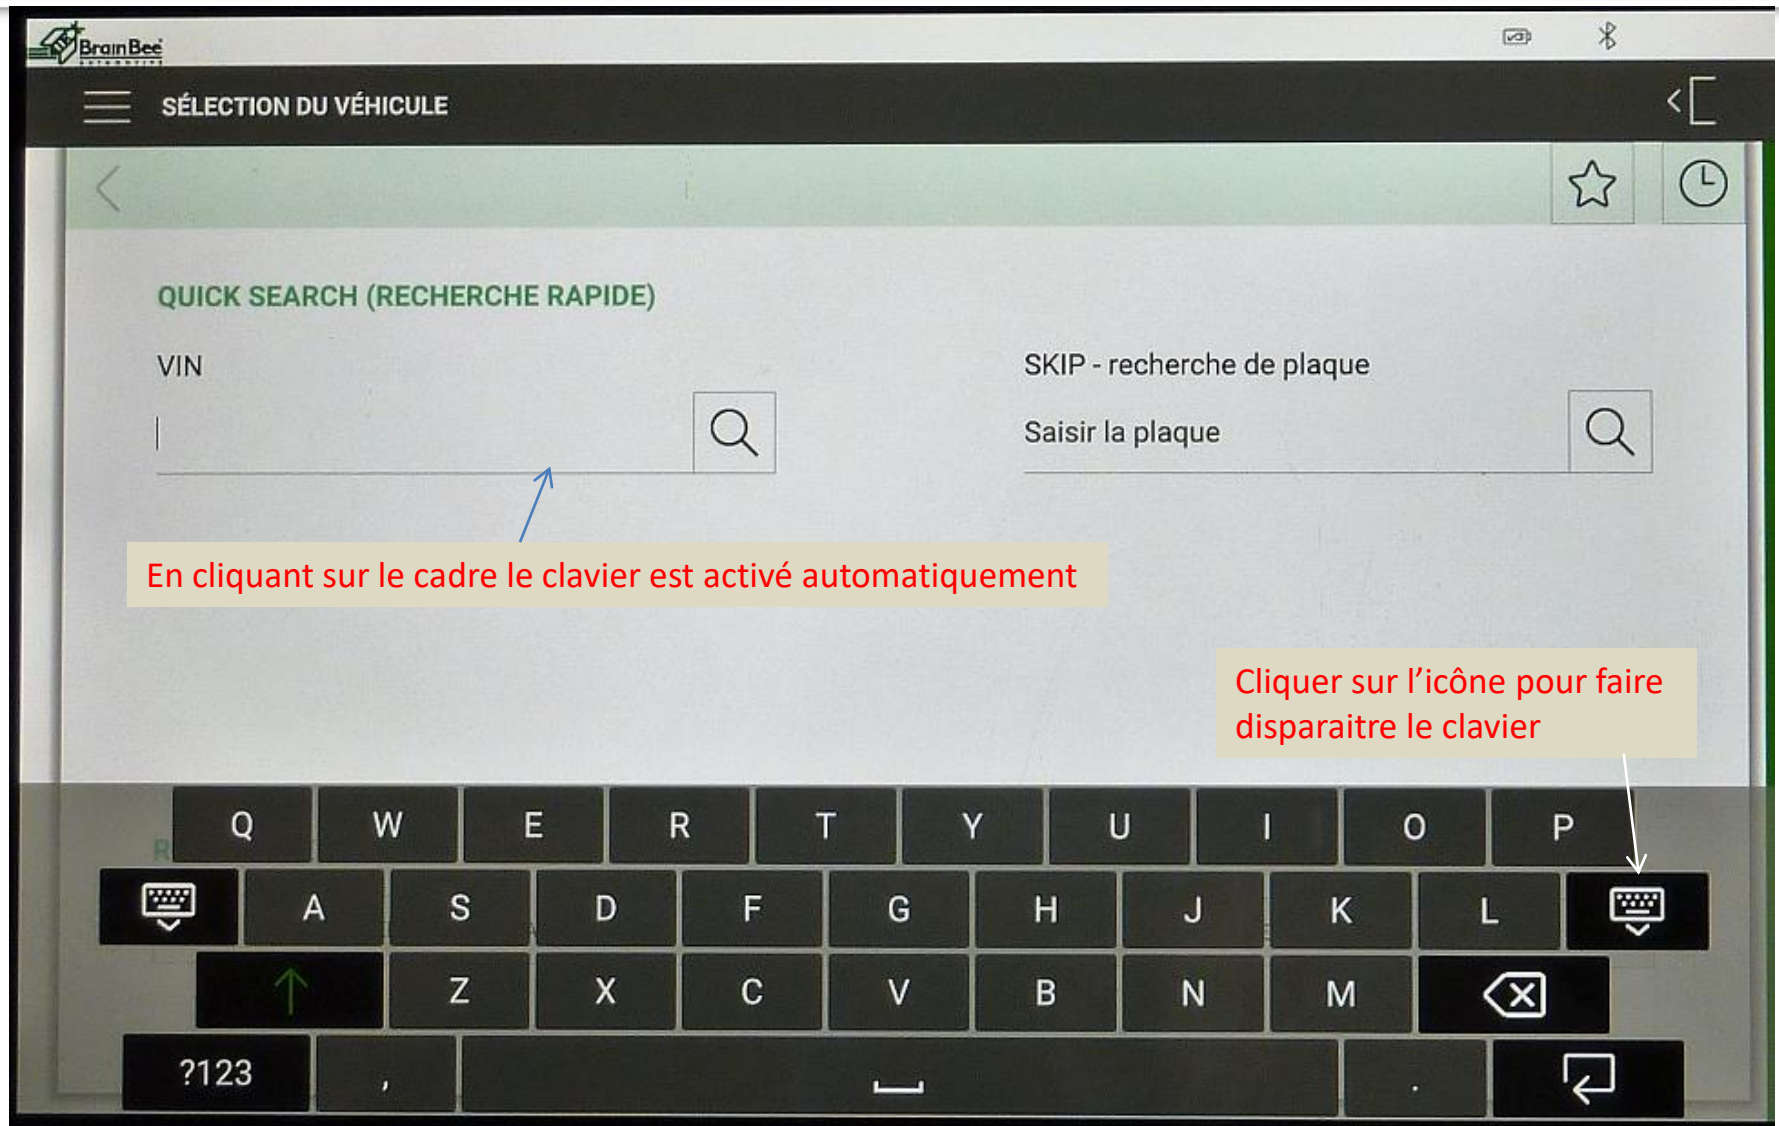 BrainBee
AUTOMOTIVE
SÉLECTION DU VÉHICULE
QUICK SEARCH (RECHERCHE RAPIDE)
VIN
SKIP - recherche de plaque
Saisir la plaque
En cliquant sur le cadre le clavier est activé automatiquement
Cliquer sur l’icône pour faire
disparaitre le clavier
Q W E R T Y U I O P
R
A S D F G H J K L
Z X C V B N M
?123 , .